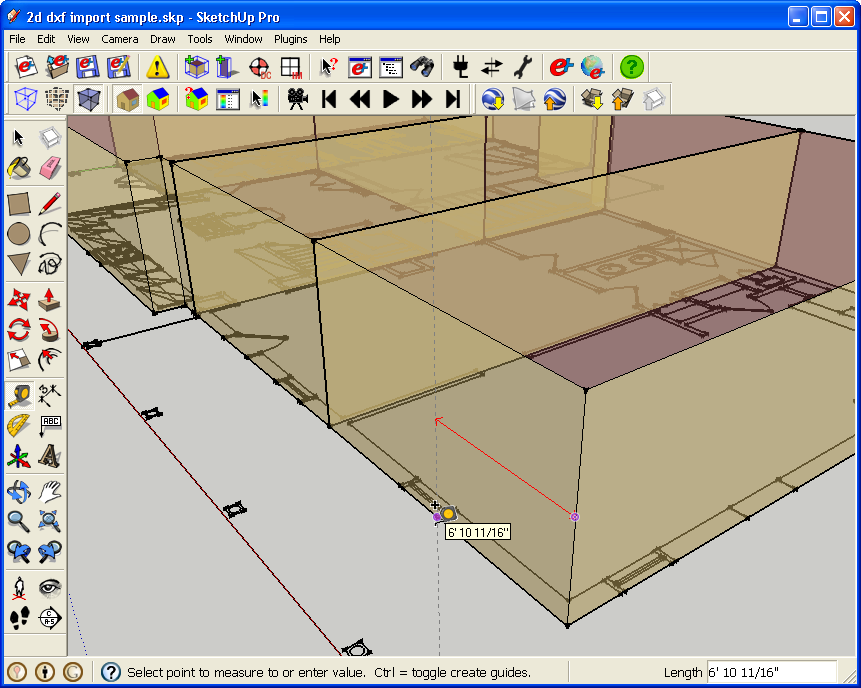 2d dxf import sample.skp - SketchUp Pro
File Edit View Camera Draw Tools Window Plugins Help
ABC
C
A-5
6' 10 11/16"
Select point to measure to or enter value. Ctrl = toggle create guides.
Length 6' 10 11/16"